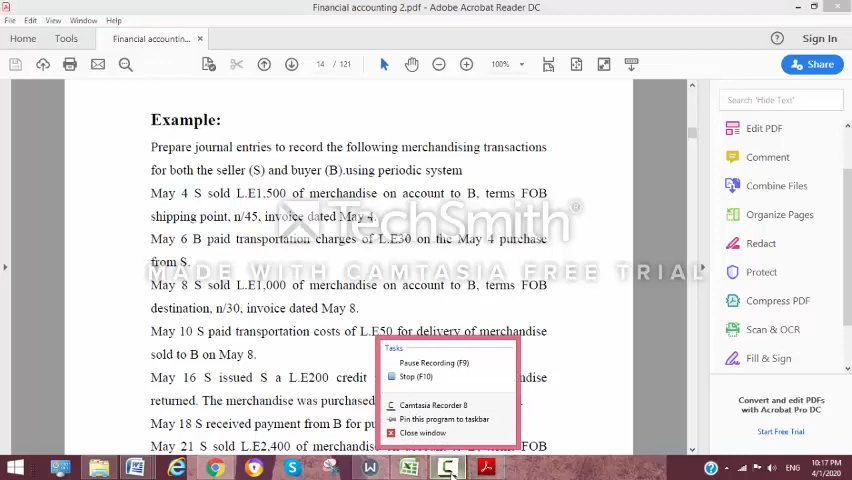 Financial accounting 2.pdf - Adobe Acrobat Reader DC
File Edit View Window Help
Home Tools Financial accountin... × Sign In
14 / 121 100% Share
Example:
Prepare journal entries to record the following merchandising transactions
for both the seller (S) and buyer (B).using periodic system
May 4 S sold L.E1,500 of merchandise on account to B, terms FOB
shipping point, n/45, invoice dated May 4.
May 6 B paid transportation charges of L.E30 on the May 4 purchase
from S.
May 8 S sold L.E1,000 of merchandise on account to B, terms FOB
destination, n/30, invoice dated May 8.
May 10 S paid transportation costs of L.E50 for delivery of merchandise
sold to B on May 8.
May 16 S issued S a L.E200 credit
returned. The merchandise was purchased
May 18 S received payment from B for
May 21 S sold L.E2,400 of merchandise on account to B, terms FOB
TechSmith
MADE WITH CAMTASIA FREE TRIAL
Tasks
Pause Recording (F9)
Stop (F10)
Camtasia Recorder 8
Pin this program to taskbar
Close window
Search 'Hide Text'
Edit PDF
Comment
Combine Files
Organize Pages
Redact
Protect
Compress PDF
Scan & OCR
Fill & Sign
Convert and edit PDFs
with Acrobat Pro DC
Start Free Trial
ENG
10:17 PM
4/1/2020